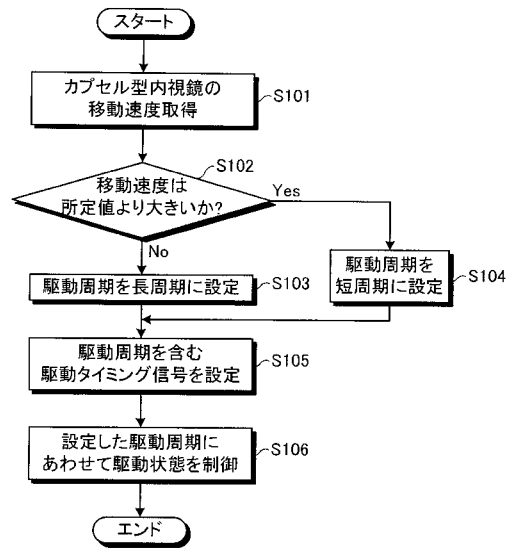 スタート
カプセル型内視鏡の
移動速度取得
S101
S102
移動速度は
所定値より大きいか?
Yes
No
駆動周期を長周期に設定
S103
駆動周期を
短周期に設定
S104
駆動周期を含む
駆動タイミング信号を設定
S105
設定した駆動周期に
あわせて駆動状態を制御
S106
エンド